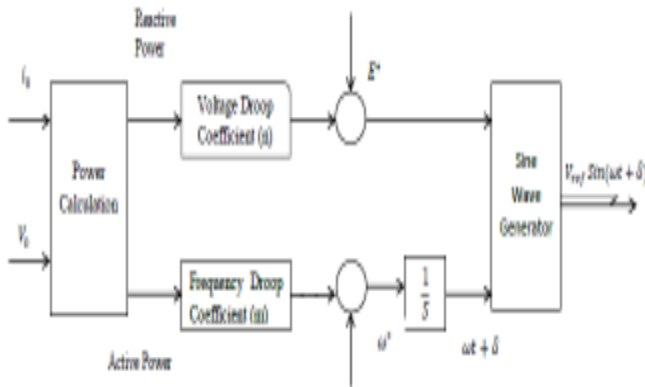 Reactive
Power
i₀
E*
Voltage Droop
Coefficient (n)
Power
Calculation
Sine
Wave
Generator
V_ref Sin(ωt + δ)
V₀
Frequency Droop
Coefficient (m)
1
S
ω*
ωt + δ
Active Power